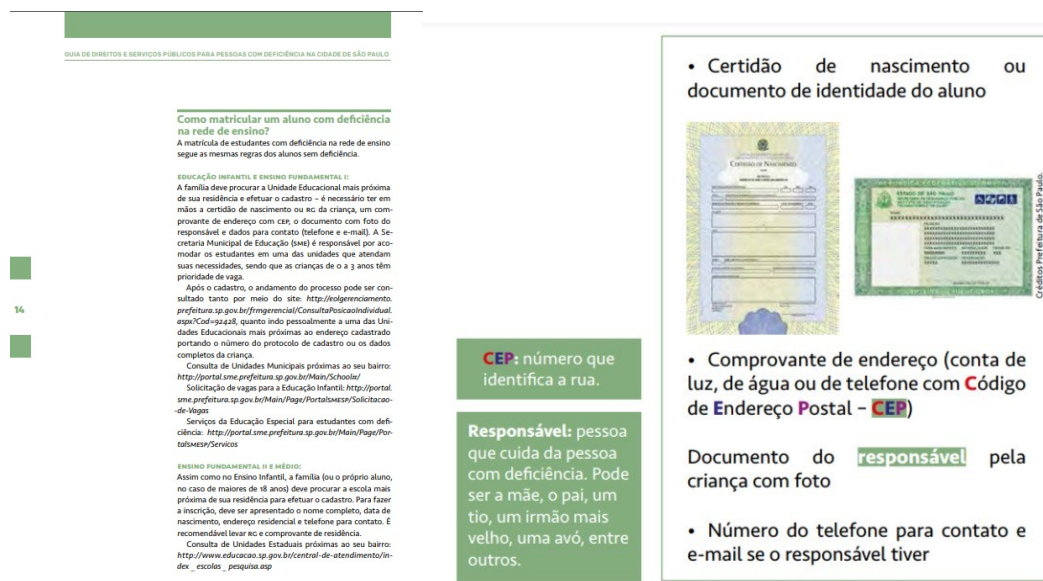 GUIA DE DIREITOS E SERVIÇOS PÚBLICOS PARA PESSOAS COM DEFICIÊNCIA NA CIDADE DE SÃO PAULO
Como matricular um aluno com deficiência
na rede de ensino?
A matrícula de estudantes com deficiência na rede de ensino
segue as mesmas regras dos alunos sem deficiência.
EDUCAÇÃO INFANTIL E ENSINO FUNDAMENTAL I:
A família deve procurar a Unidade Educacional mais próxima
de sua residência e efetuar o cadastro – é necessário ter em
mãos a certidão de nascimento ou RG da criança, um com-
provante de endereço com CEP, o documento com foto do
responsável e dados para contato (telefone e e-mail). A Se-
cretaria Municipal de Educação (SME) é responsável por aco-
modar os estudantes em uma das unidades que atendam
suas necessidades, sendo que as crianças de 0 a 3 anos têm
prioridade de vaga.
Após o cadastro, o andamento do processo pode ser con-
sultado tanto por meio do site: http://eolgerenciamento.
prefeitura.sp.gov.br/frmgerencial/ConsultaPosicaoIndividual.
aspx?Cod=92428, quanto indo pessoalmente a uma das Uni-
dades Educacionais mais próximas ao endereço cadastrado
portando o número do protocolo de cadastro ou os dados
completos da criança.
Consulta de Unidades Municipais próximas ao seu bairro:
http://portal.sme.prefeitura.sp.gov.br/Main/School#/
Solicitação de vagas para a Educação Infantil: http://portal.
sme.prefeitura.sp.gov.br/Main/Page/PortalSMESP/Solicitacao-
-de-Vagas
Serviços da Educação Especial para estudantes com defi-
ciência: http://portal.sme.prefeitura.sp.gov.br/Main/Page/Por-
talSMESP/Servicos
ENSINO FUNDAMENTAL II E MÉDIO:
Assim como no Ensino Infantil, a família (ou o próprio aluno,
no caso de maiores de 18 anos) deve procurar a escola mais
próxima de sua residência para efetuar o cadastro. Para fazer
a inscrição, deve ser apresentado o nome completo, data de
nascimento, endereço residencial e telefone para contato. É
recomendável levar RG e comprovante de residência.
Consulta de Unidades Estaduais próximas ao seu bairro:
http://www.educacao.sp.gov.br/central-de-atendimento/in-
dex_escolas_pesquisa.asp
14
• Certidão de nascimento ou
documento de identidade do aluno
CERTIDÃO DE NASCIMENTO
ESTADO DE SÃO PAULO
Créditos Prefeitura de São Paulo.
CEP: número que
identifica a rua.
Responsável: pessoa
que cuida da pessoa
com deficiência. Pode
ser a mãe, o pai, um
tio, um irmão mais
velho, uma avó, entre
outros.
• Comprovante de endereço (conta de
luz, de água ou de telefone com Código
de Endereço Postal – CEP)
Documento do responsável pela
criança com foto
• Número do telefone para contato e
e-mail se o responsável tiver